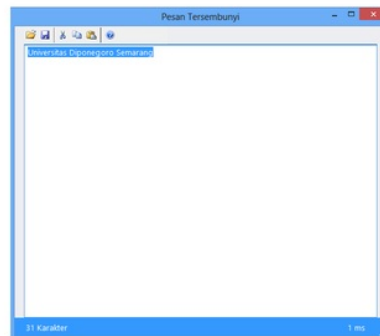 Pesan Tersembunyi
Universitas Diponegoro Semarang
31 Karakter
1 ms